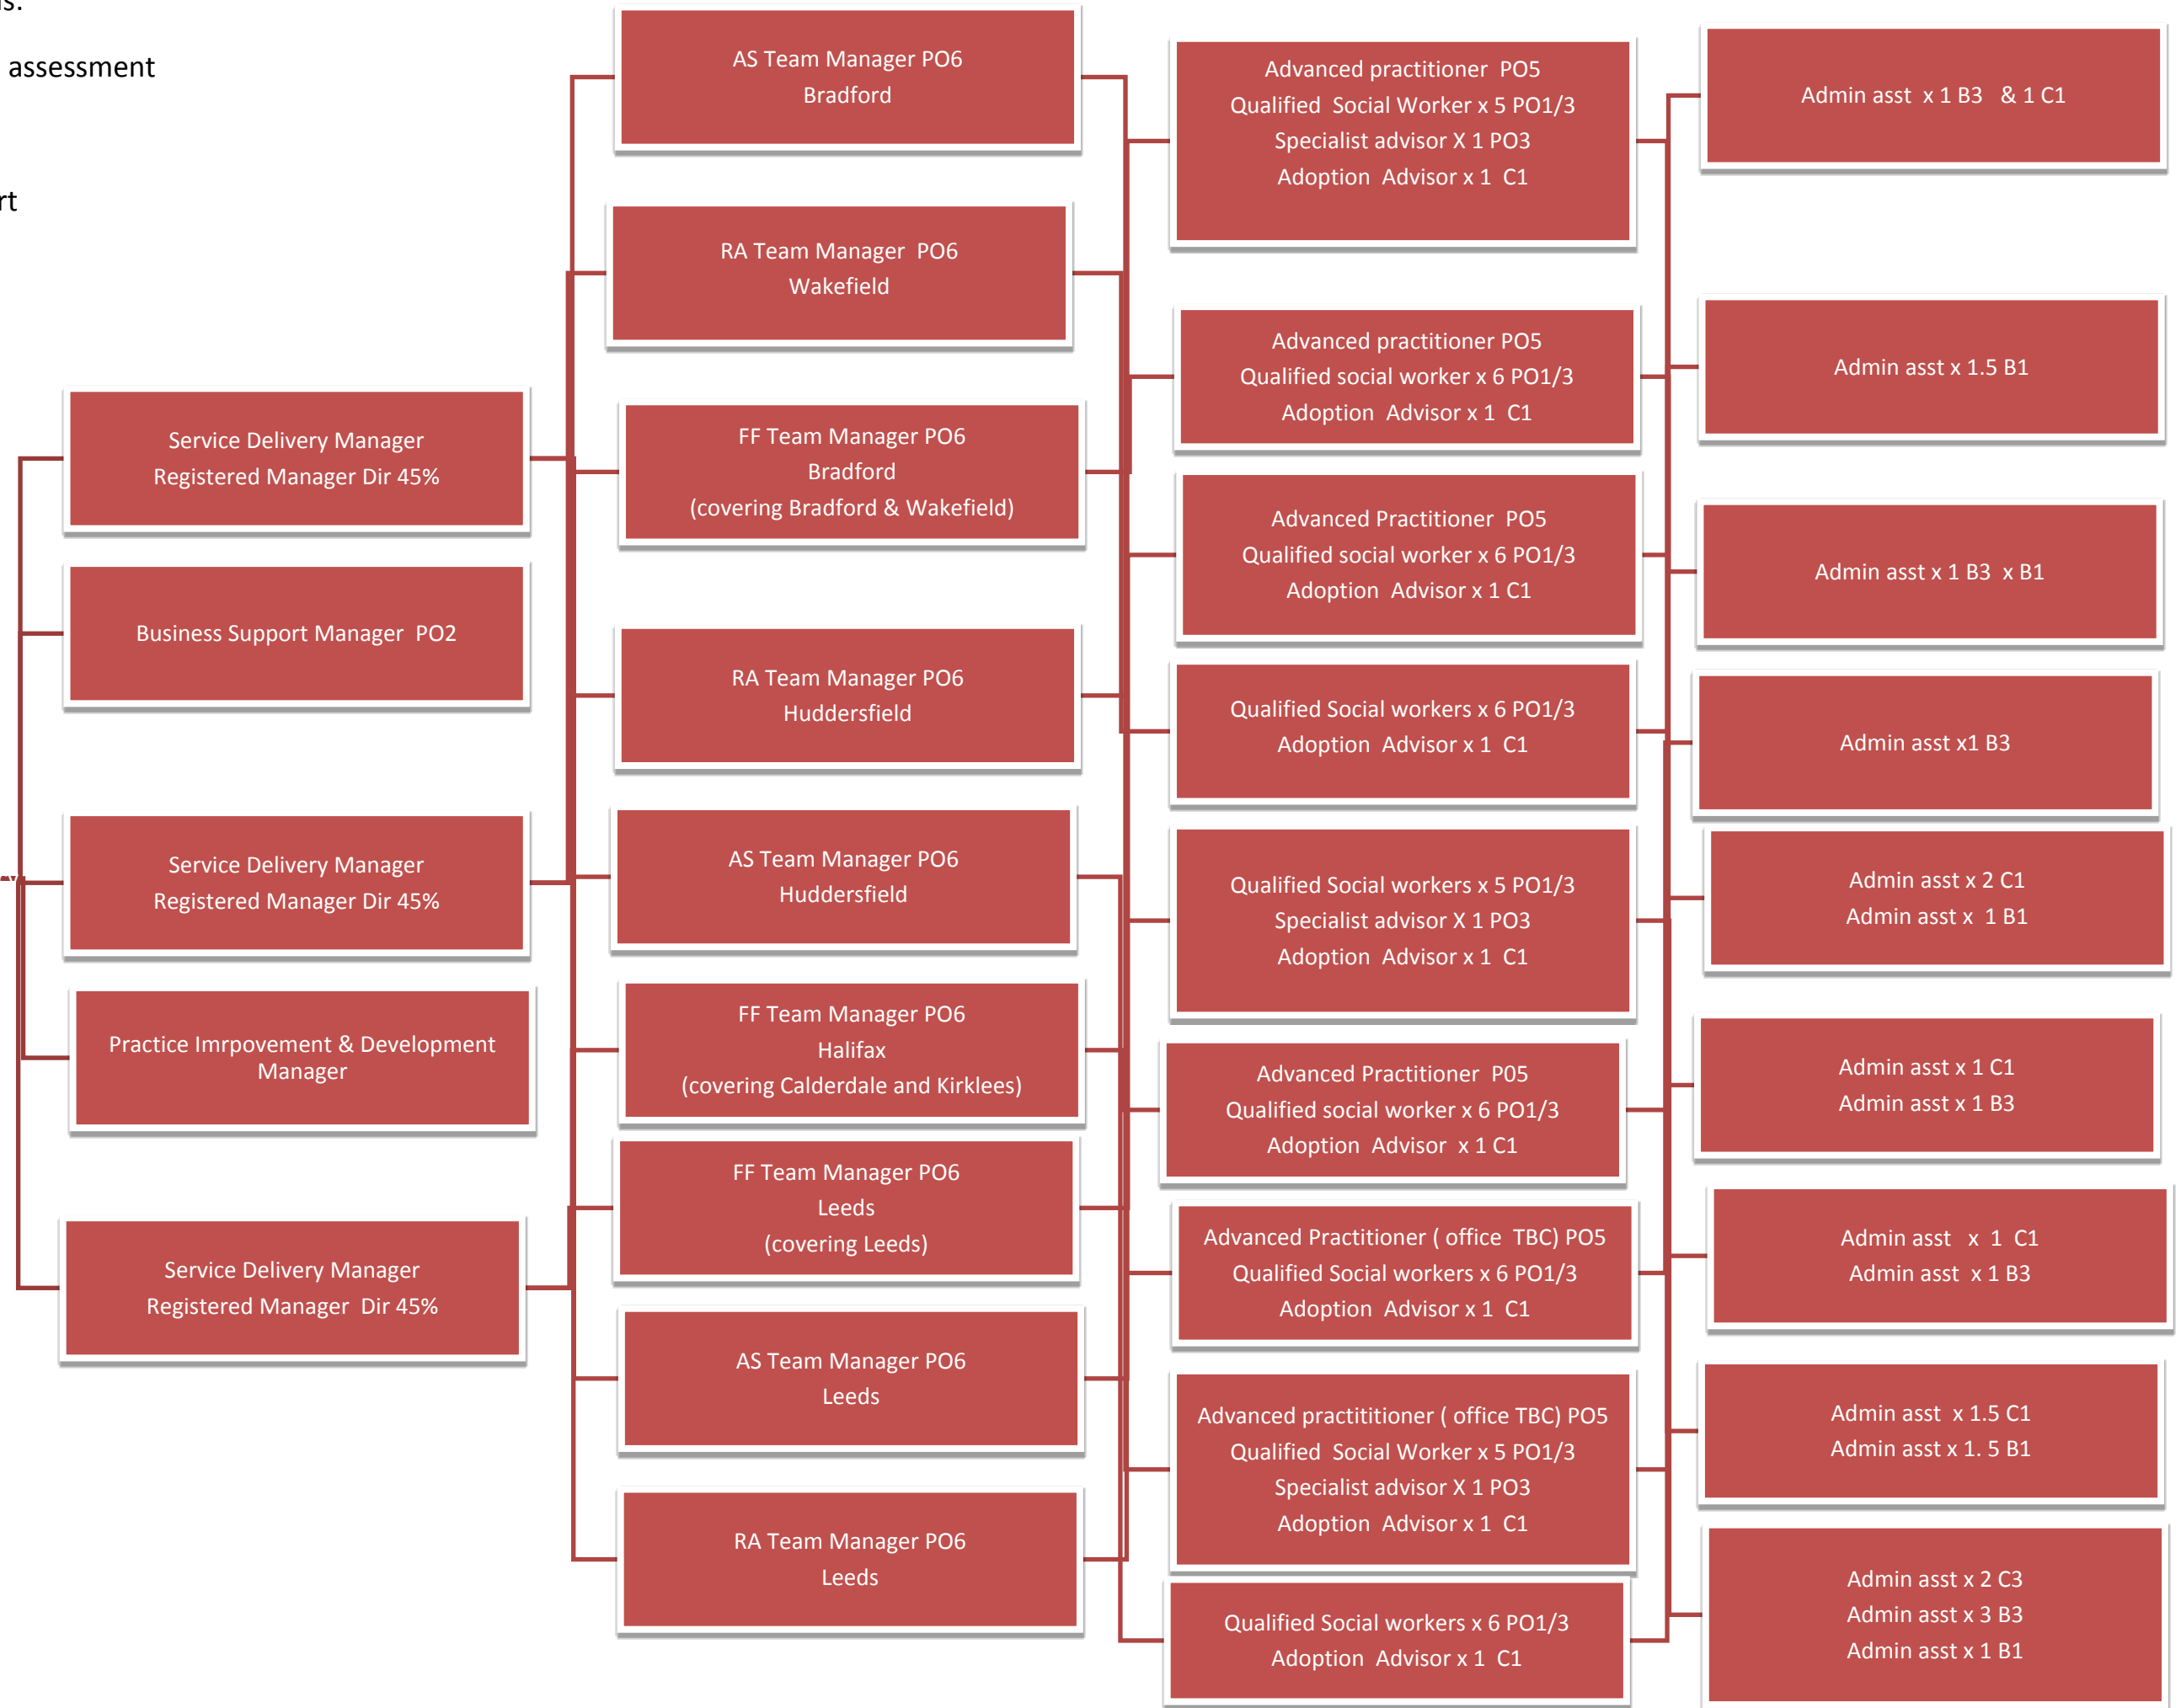 assessment
Service Delivery Manager
Registered Manager Dir 45%
Business Support Manager PO2
Service Delivery Manager
Registered Manager Dir 45%
Practice Imrpovement & Development
Manager
Service Delivery Manager
Registered Manager Dir 45%
AS Team Manager PO6
Bradford
RA Team Manager PO6
Wakefield
FF Team Manager PO6
Bradford
(covering Bradford & Wakefield)
RA Team Manager PO6
Huddersfield
AS Team Manager PO6
Huddersfield
FF Team Manager PO6
Halifax
(covering Calderdale and Kirklees)
FF Team Manager PO6
Leeds
(covering Leeds)
AS Team Manager PO6
Leeds
RA Team Manager PO6
Leeds
Advanced practitioner PO5
Qualified Social Worker x 5 PO1/3
Specialist advisor X 1 PO3
Adoption Advisor x 1 C1
Advanced practitioner PO5
Qualified social worker x 6 PO1/3
Adoption Advisor x 1 C1
Advanced Practitioner PO5
Qualified social worker x 6 PO1/3
Adoption Advisor x 1 C1
Qualified Social workers x 6 PO1/3
Adoption Advisor x 1 C1
Qualified Social workers x 5 PO1/3
Specialist advisor X 1 PO3
Adoption Advisor x 1 C1
Advanced Practitioner P05
Qualified social worker x 6 PO1/3
Adoption Advisor x 1 C1
Advanced Practitioner ( office TBC) PO5
Qualified Social workers x 6 PO1/3
Adoption Advisor x 1 C1
Advanced practititioner ( office TBC) PO5
Qualified Social Worker x 5 PO1/3
Specialist advisor X 1 PO3
Adoption Advisor x 1 C1
Qualified Social workers x 6 PO1/3
Adoption Advisor x 1 C1
Admin asst x 1 B3 & 1 C1
Admin asst x 1.5 B1
Admin asst x 1 B3 x B1
Admin asst x1 B3
Admin asst x 2 C1
Admin asst x 1 B1
Admin asst x 1 C1
Admin asst x 1 B3
Admin asst x 1 C1
Admin asst x 1 B3
Admin asst x 1.5 C1
Admin asst x 1. 5 B1
Admin asst x 2 C3
Admin asst x 3 B3
Admin asst x 1 B1